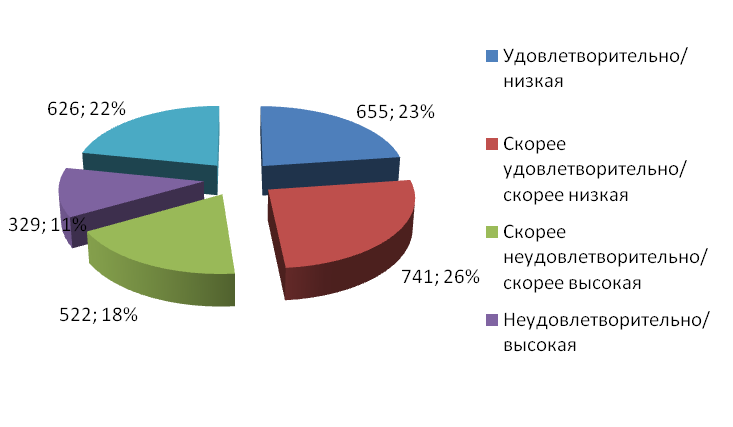 626; 22%
655; 23%
329; 11%
741; 26%
522; 18%
Удовлетворительно/
низкая
Скорее
удовлетворительно/
скорее низкая
Скорее
неудовлетворительно/
скорее высокая
Неудовлетворительно/
высокая